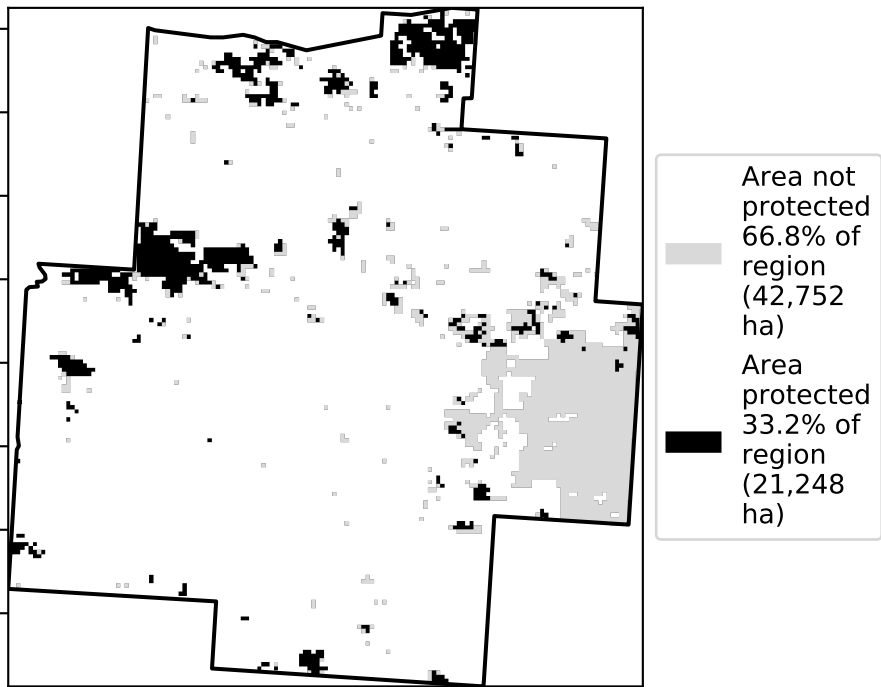 Area not
protected
66.8% of
region
(42,752
ha)
Area
protected
33.2% of
region
(21,248
ha)